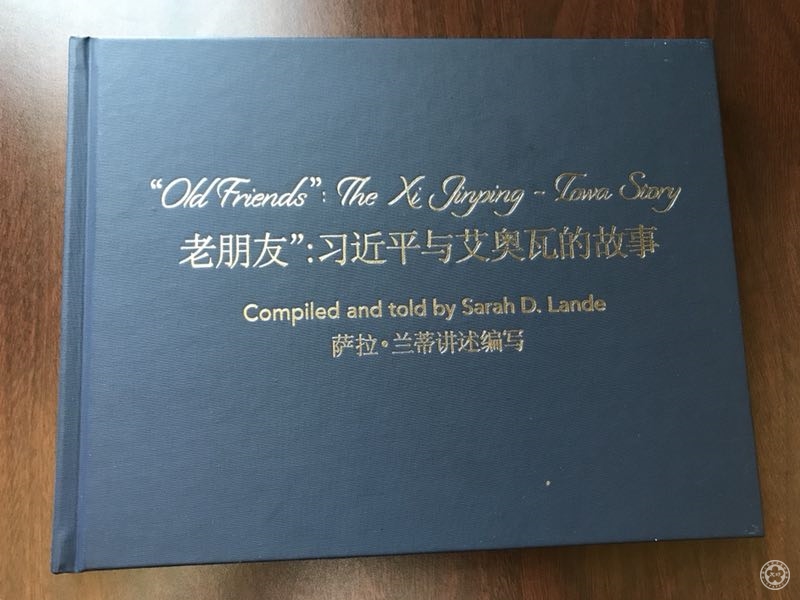 “Old Friends”: The Xi Jinping - Iowa Story
老朋友”:习近平与艾奥瓦的故事
Compiled and told by Sarah D. Lande
萨拉·兰蒂讲述编写